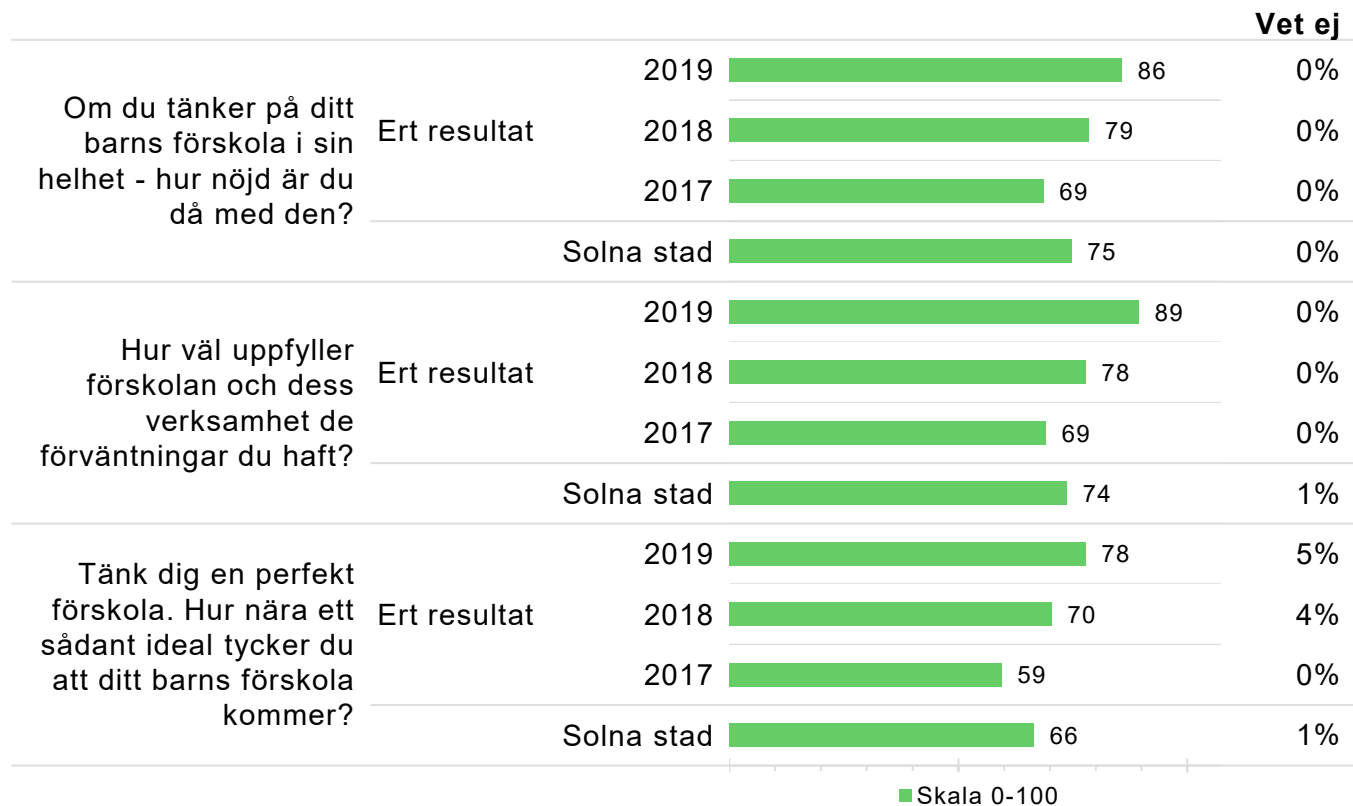 Vet ej
Om du tänker på ditt
barns förskola i sin
helhet - hur nöjd är du
då med den?
Ert resultat
2019 86 0%
2018 79 0%
2017 69 0%
Solna stad 75 0%
Hur väl uppfyller
förskolan och dess
verksamhet de
förväntningar du haft?
Ert resultat
2019 89 0%
2018 78 0%
2017 69 0%
Solna stad 74 1%
Tänk dig en perfekt
förskola. Hur nära ett
sådant ideal tycker du
att ditt barns förskola
kommer?
Ert resultat
2019 78 5%
2018 70 4%
2017 59 0%
Solna stad 66 1%
Skala 0-100